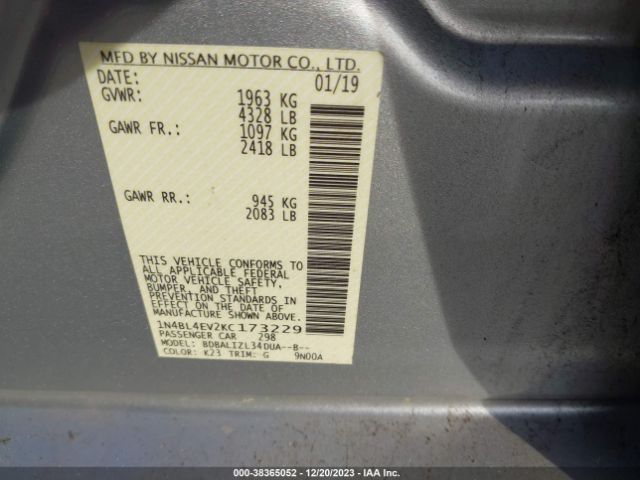 MFD BY NISSAN MOTOR CO., LTD.
DATE: 01/19
GVWR: 1963 KG
4328 LB
GAWR FR.: 1097 KG
2418 LB
GAWR RR.: 945 KG
2083 LB
THIS VEHICLE CONFORMS TO
ALL APPLICABLE FEDERAL
MOTOR VEHICLE SAFETY,
BUMPER, AND THEFT
PREVENTION STANDARDS IN
EFFECT ON THE DATE OF
MANUFACTURE SHOWN ABOVE.
1N4BL4EV2KC173229
PASSENGER CAR 298
MODEL: BDBALIZL34DUA--B--
COLOR: K23 TRIM: G 9N00A
000-38365052 — 12/20/2023 — IAA Inc.